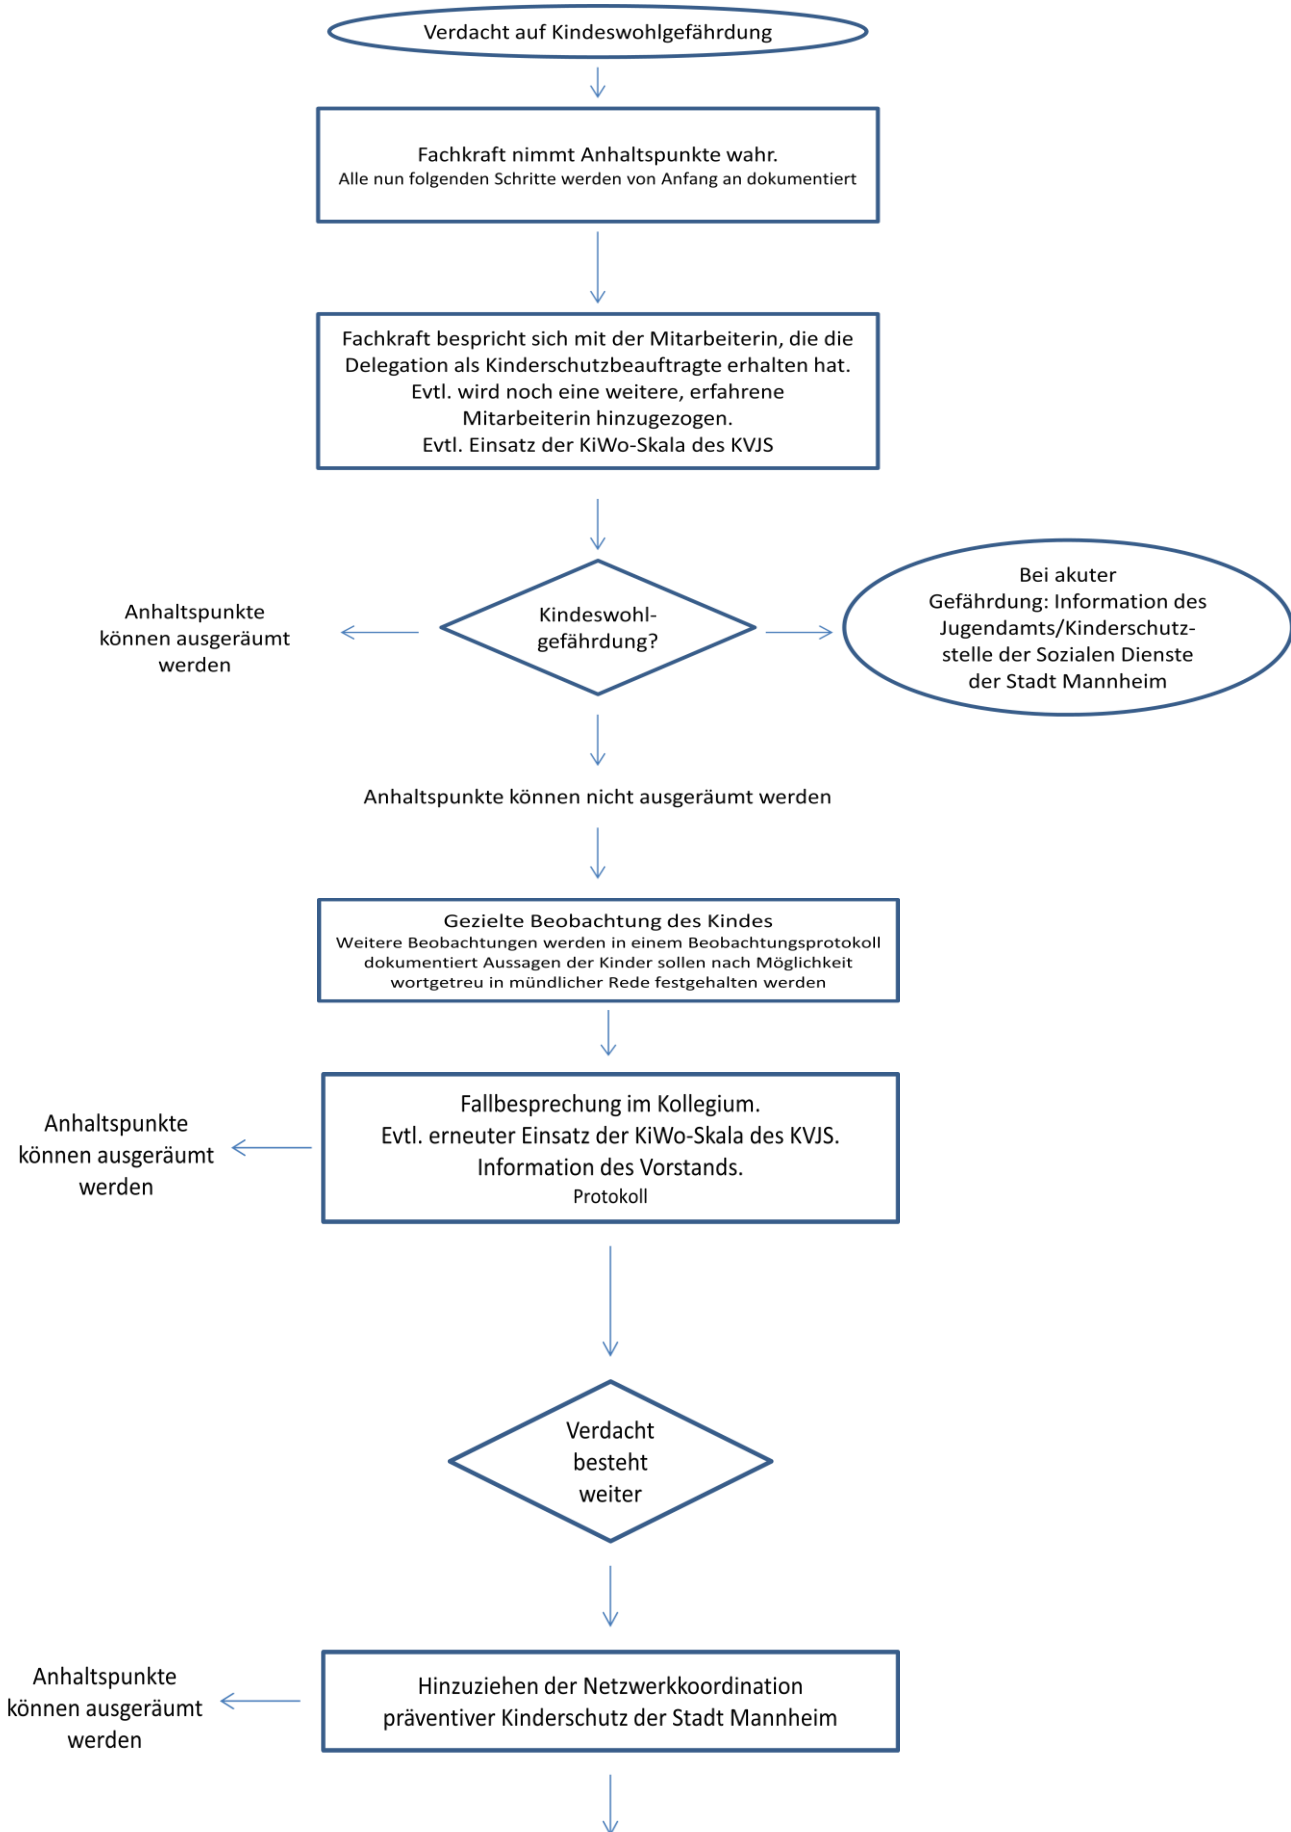 Verdacht auf Kindeswohlgefährdung
Fachkraft nimmt Anhaltspunkte wahr.
Alle nun folgenden Schritte werden von Anfang an dokumentiert
Fachkraft bespricht sich mit der Mitarbeiterin, die die
Delegation als Kinderschutzbeauftragte erhalten hat.
Evtl. wird noch eine weitere, erfahrene
Mitarbeiterin hinzugezogen.
Evtl. Einsatz der KiWo-Skala des KVJS
Anhaltspunkte
können ausgeräumt
werden
Kindeswohl-
gefährdung?
Bei akuter
Gefährdung: Information des
Jugendamts/Kinderschutz-
stelle der Sozialen Dienste
der Stadt Mannheim
Anhaltspunkte können nicht ausgeräumt werden
Gezielte Beobachtung des Kindes
Weitere Beobachtungen werden in einem Beobachtungsprotokoll
dokumentiert Aussagen der Kinder sollen nach Möglichkeit
wortgetreu in mündlicher Rede festgehalten werden
Anhaltspunkte
können ausgeräumt
werden
Fallbesprechung im Kollegium.
Evtl. erneuter Einsatz der KiWo-Skala des KVJS.
Information des Vorstands.
Protokoll
Verdacht
besteht
weiter
Anhaltspunkte
können ausgeräumt
werden
Hinzuziehen der Netzwerkkoordination
präventiver Kinderschutz der Stadt Mannheim